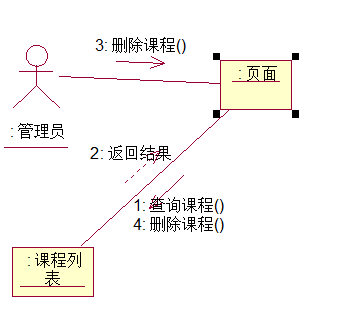 3: 删除课程()
: 页面
: 管理员
2: 返回结果
1: 查询课程()
4: 删除课程()
: 课程列
表